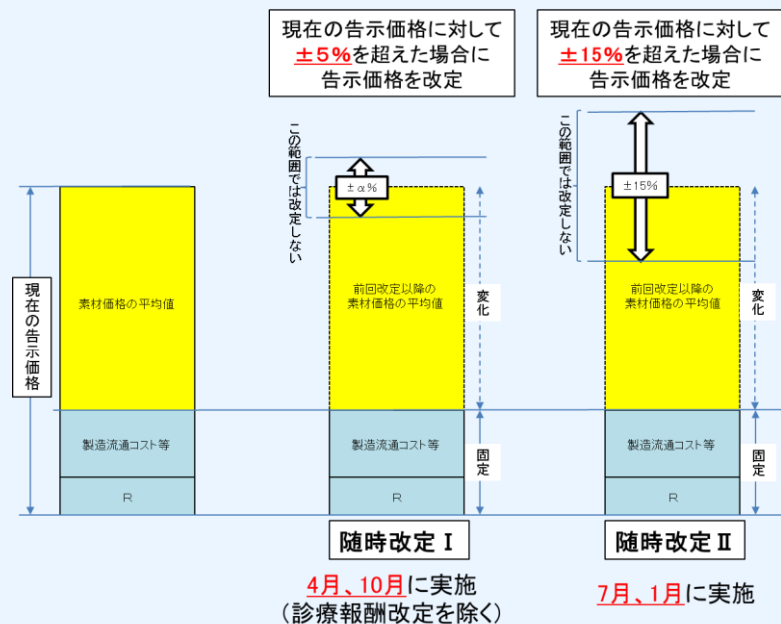 現在の告示価格に対して
±5%を超えた場合に
告示価格を改定
現在の告示価格に対して
±15%を超えた場合に
告示価格を改定
この範囲では改定しない
±α%
この範囲では改定しない
±15%
現在の告示価格
素材価格の平均値
前回改定以降の
素材価格の平均値
変化
前回改定以降の
素材価格の平均値
変化
製造流通コスト等
製造流通コスト等
固定
製造流通コスト等
固定
R
R
R
随時改定Ⅰ
随時改定Ⅱ
4月、10月に実施
(診療報酬改定を除く)
7月、1月に実施